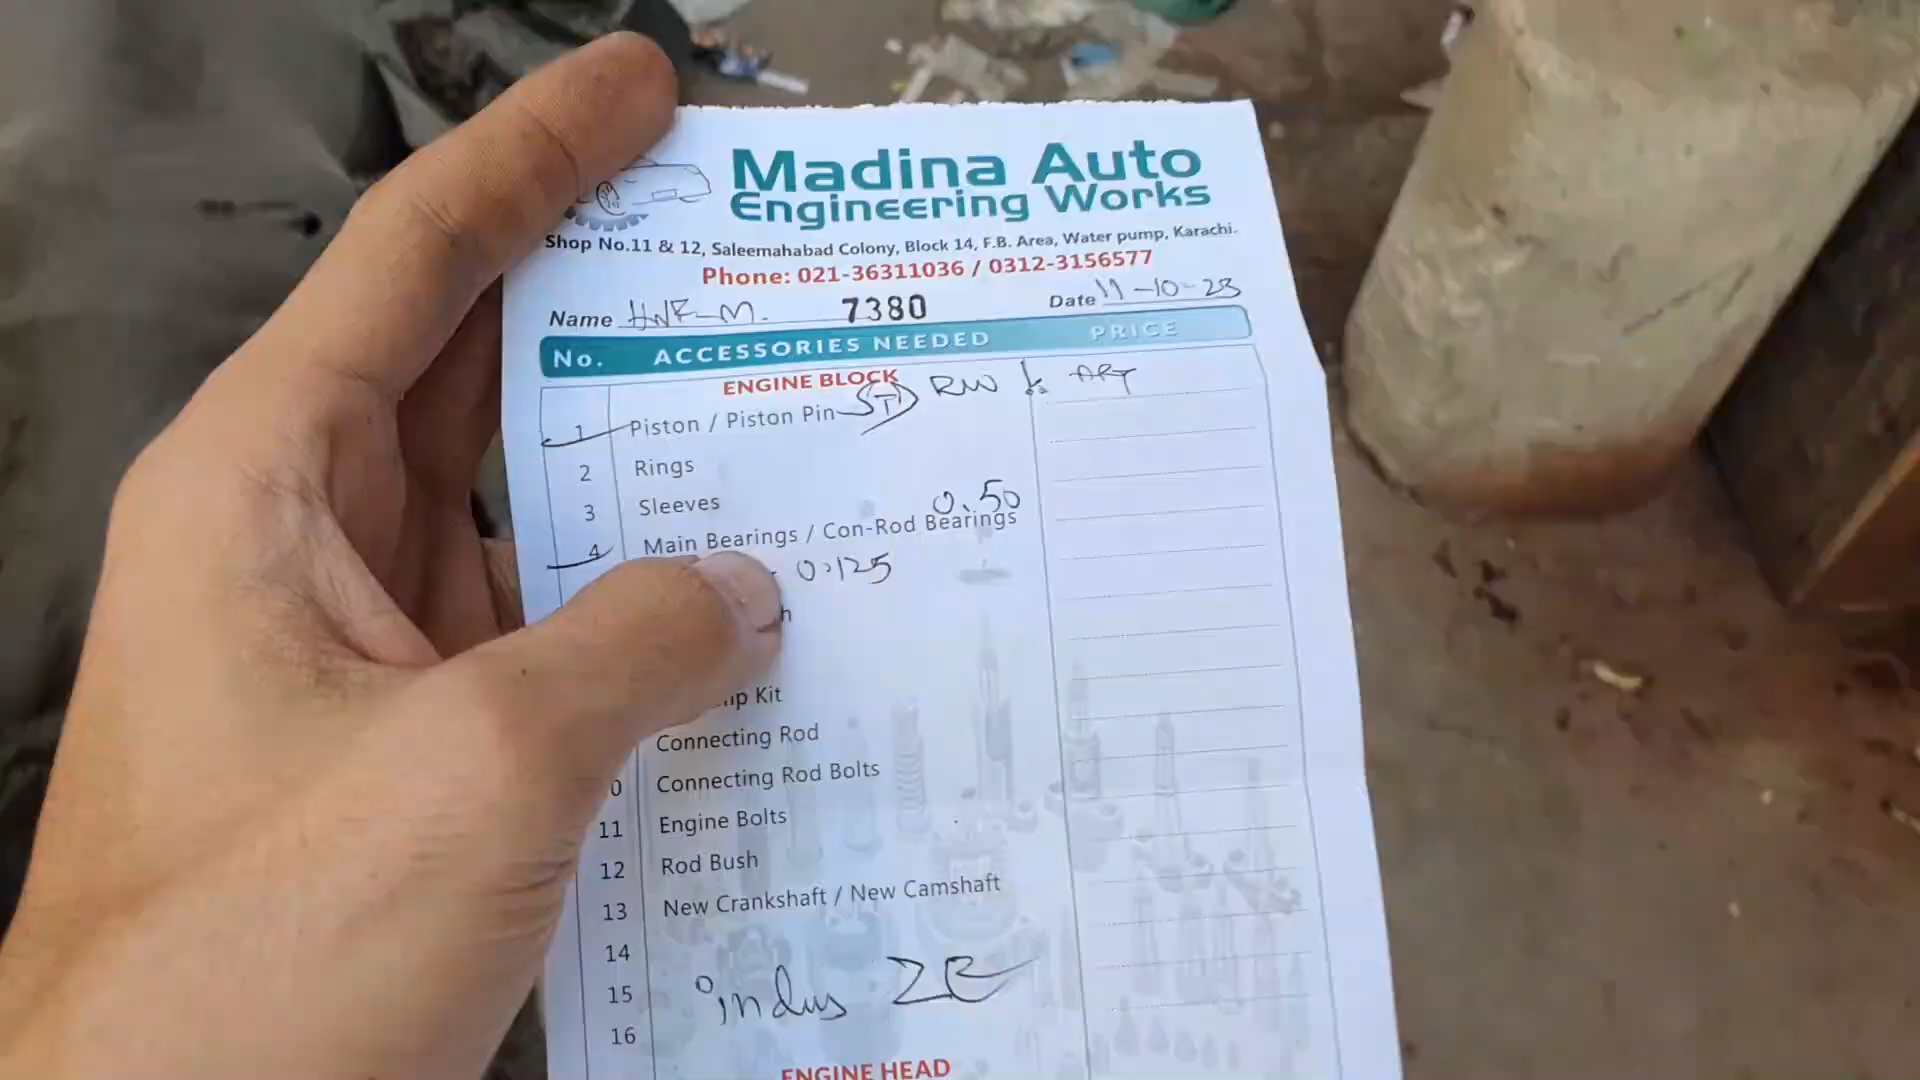 Madina Auto
Engineering Works
Shop No.11 & 12, Saleemahabad Colony, Block 14, F.B. Area, Water pump, Karachi.
Phone: 021-36311036 / 0312-3156577
Name 7380 Date 11-10-23
No. ACCESSORIES NEEDED PRICE
ENGINE BLOCK
1 Piston / Piston Pin STD
2 Rings
3 Sleeves
0.50
4 Main Bearings / Con-Rod Bearings
0.125
Kit
Connecting Rod
Connecting Rod Bolts
11 Engine Bolts
12 Rod Bush
13 New Crankshaft / New Camshaft
14
15 indus
16
ENGINE HEAD